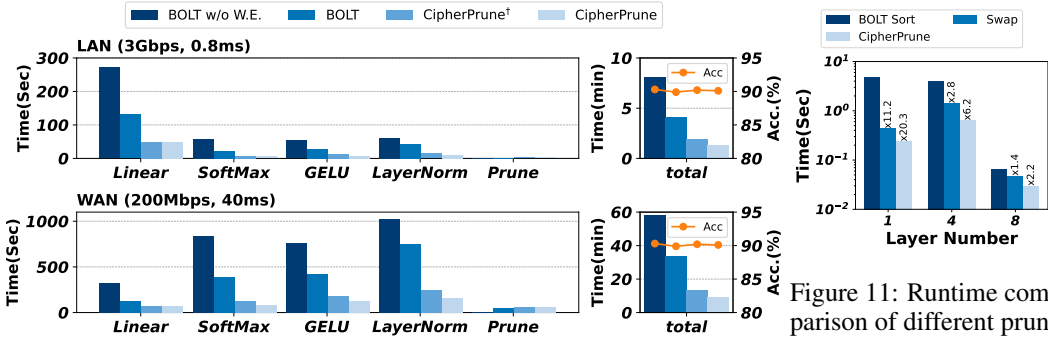 BOLT w/o W.E. BOLT CipherPrune† CipherPrune
LAN (3Gbps, 0.8ms)
Time(Sec)
300
200
100
0
Linear SoftMax GELU LayerNorm Prune
Time(min)
10
5
0
Acc
95
90
85
80
Acc.(%)
total
WAN (200Mbps, 40ms)
Time(Sec)
1000
500
0
Linear SoftMax GELU LayerNorm Prune
Time(min)
60
40
20
0
Acc
95
90
85
80
Acc.(%)
total
BOLT Sort Swap
CipherPrune
Time(Sec)
10^1
10^0
10^-1
10^-2
x11.2
x20.3
x2.8
x6.2
x1.4
x2.2
1 4 8
Layer Number
Figure 11: Runtime com
parison of different prun